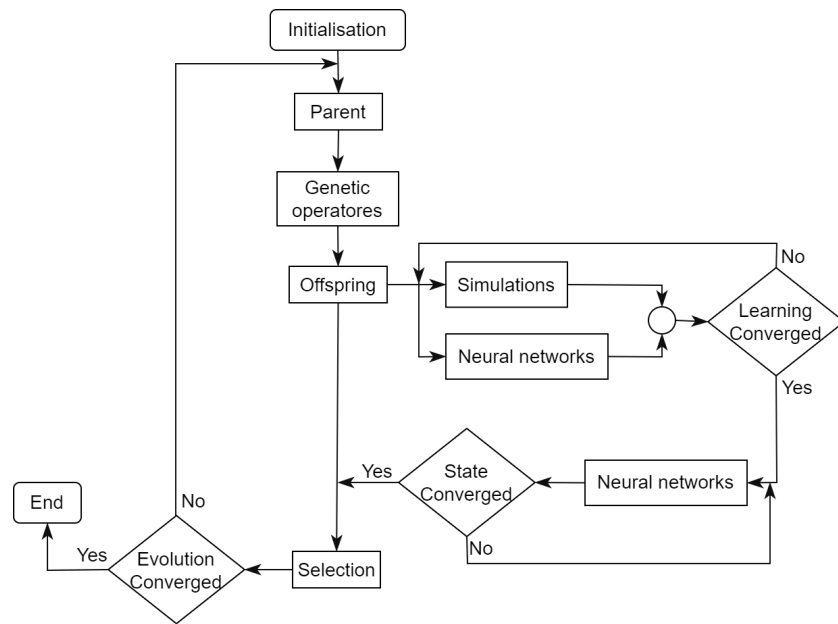 Initialisation
Parent
Genetic
operatores
Offspring
Simulations
Neural networks
No
Learning
Converged
Yes
Neural networks
State
Converged
Yes
No
Selection
Evolution
Converged
No
Yes
End